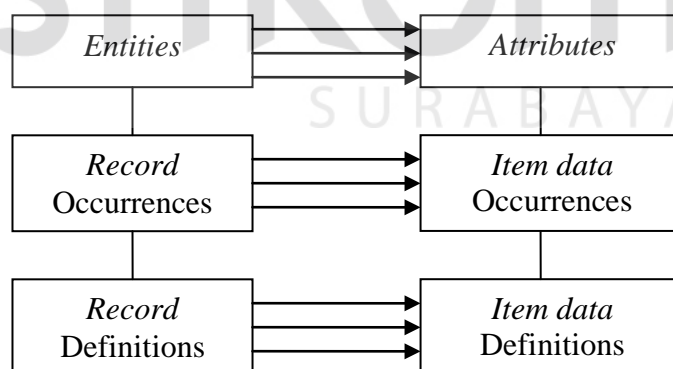 Entities
Attributes
SURABAYA
Record
Occurrences
Item data
Occurrences
Record
Definitions
Item data
Definitions